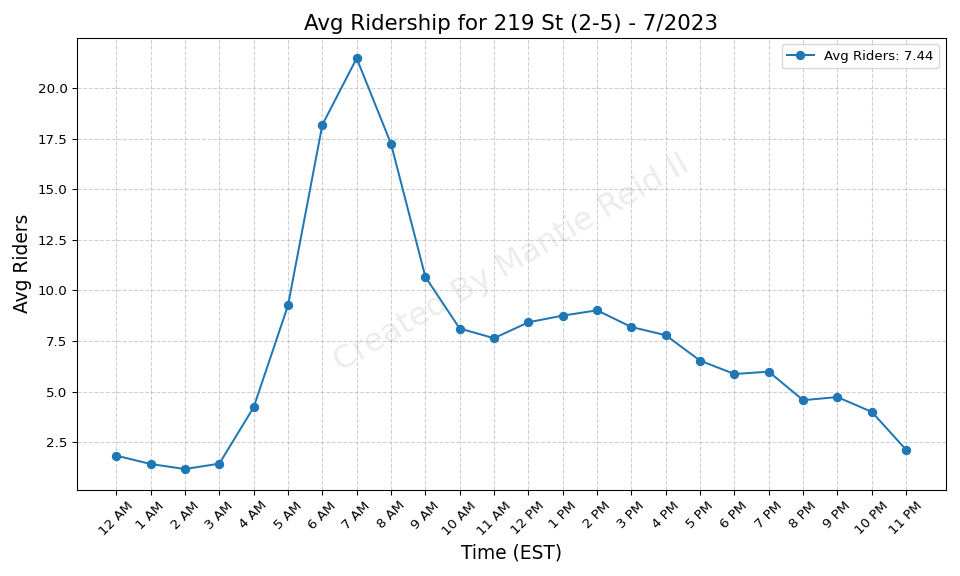 Avg Ridership for 219 St (2-5) - 7/2023
Avg Riders: 7.44
Avg Riders
20.0
17.5
15.0
12.5
10.0
7.5
5.0
2.5
Created By Mantie Reid II
12 AM
1 AM
2 AM
3 AM
4 AM
5 AM
6 AM
7 AM
8 AM
9 AM
10 AM
11 AM
12 PM
1 PM
2 PM
3 PM
4 PM
5 PM
6 PM
7 PM
8 PM
9 PM
10 PM
11 PM
Time (EST)